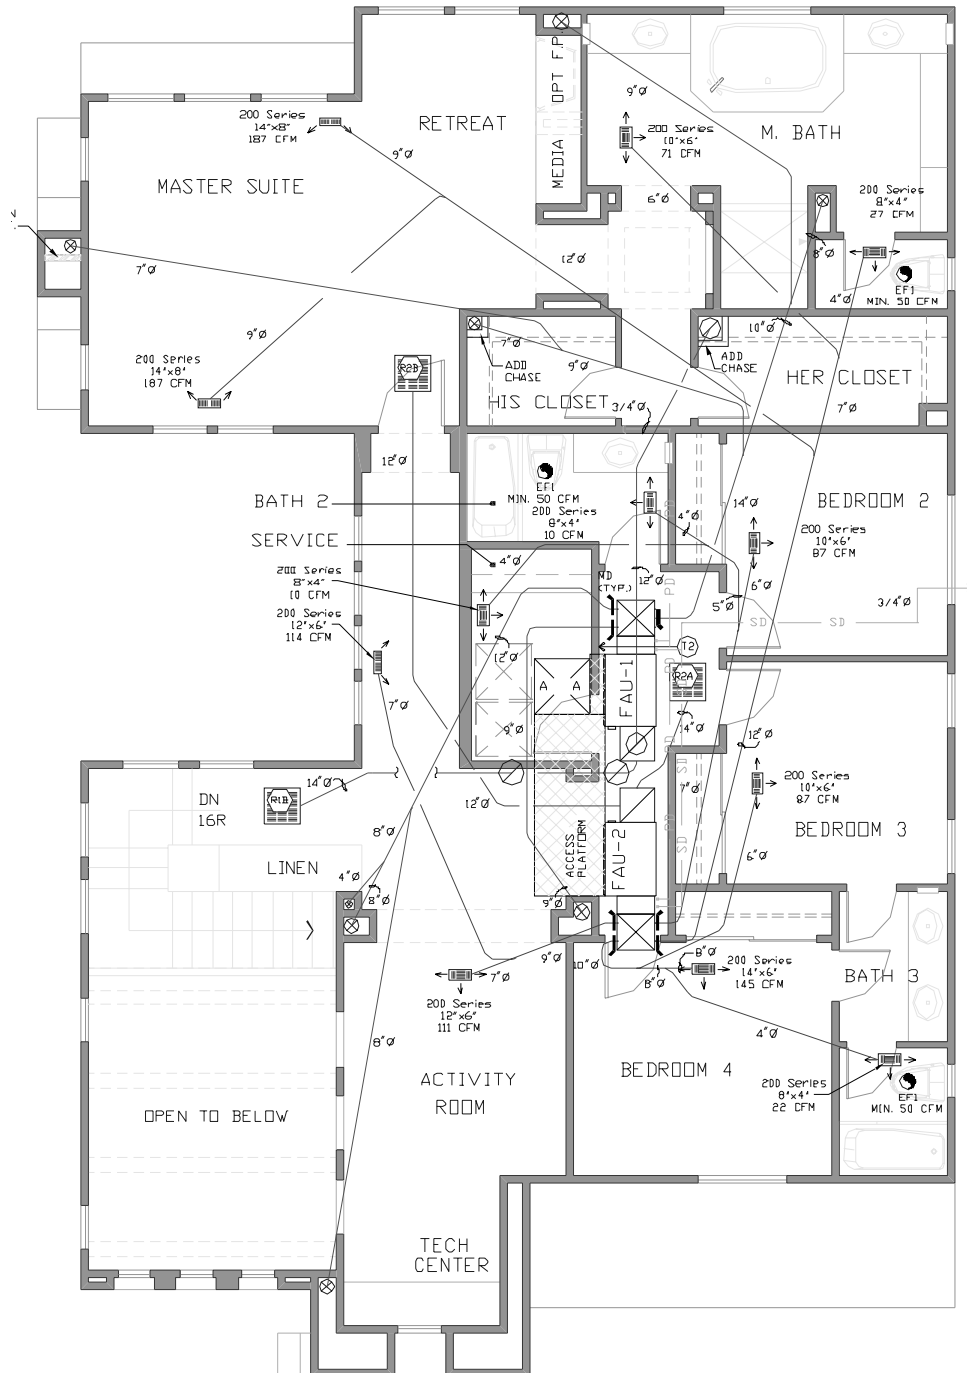 200 Series
14"x8"
187 CFM
RETREAT
MEDIA OPT F.P.
9"Ø
200 Series
10"x6"
71 CFM
M. BATH
9"Ø
MASTER SUITE
6"Ø
200 Series
8"x4"
27 CFM
7"Ø
12"Ø
8"Ø
EF1
MIN. 50 CFM
4"Ø
9"Ø
10"Ø
200 Series
14"x8"
187 CFM
R2B
7"Ø
ADD
CHASE
9"Ø
ADD
CHASE
HER CLOSET
HIS CLOSET
3/4"Ø
7"Ø
12"Ø
BATH 2
EF1
MIN. 50 CFM
200 Series
8"x4"
10 CFM
14"Ø
4"Ø
BEDROOM 2
200 Series
10"x6"
87 CFM
SERVICE
4"Ø
200 Series
8"x4"
10 CFM
(TYP.)
12"Ø
6"Ø
5"Ø
3/4"Ø
200 Series
12"x6"
114 CFM
SD
SD
12"Ø
T2
A
A
FAU-1
R2A
7"Ø
9"Ø
14"Ø
12"Ø
14"Ø
R1B
DN
16R
12"Ø
7"Ø
SD
200 Series
10"x6"
87 CFM
BEDROOM 3
8"Ø
SD
LINEN
ACCESS
PLATFORM
FAU-2
6"Ø
4"Ø
8"Ø
9"Ø
9"Ø
10"Ø
8"Ø
200 Series
14"x6"
145 CFM
BATH 3
7"Ø
8"Ø
200 Series
12"x6"
111 CFM
8"Ø
4"Ø
BEDROOM 4
ACTIVITY
ROOM
200 Series
8"x4"
22 CFM
EF1
MIN. 50 CFM
OPEN TO BELOW
TECH
CENTER